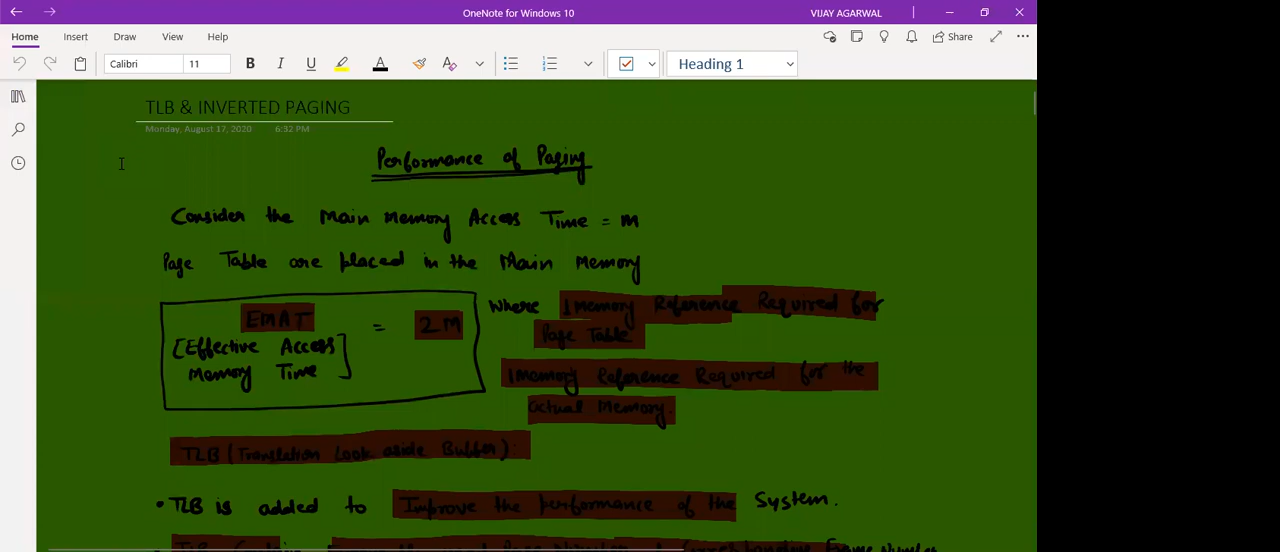 OneNote for Windows 10
VIJAY AGARWAL
Home Insert Draw View Help
Share
Calibri 11 B I U A Heading 1
TLB & INVERTED PAGING
Monday, August 17, 2020 6:32 PM
Performance of Paging
Consider the Main Memory Access Time = m
Page Table are placed in the Main Memory
EMAT = 2M
[Effective Access
Memory Time]
Where 1 Memory Reference Required for
Page Table
1 Memory Reference Required for the
actual Memory.
TLB (Translation Look aside Buffer):
• TLB is added to Improve the performance of the System.